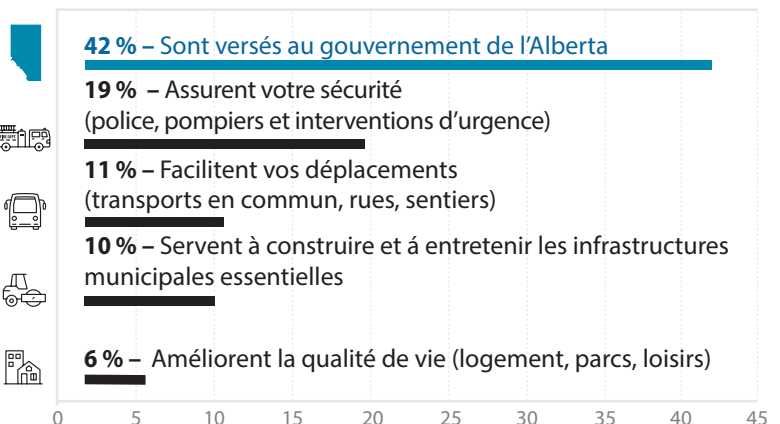 42 % – Sont versés au gouvernement de l’Alberta
19 % – Assurent votre sécurité
(police, pompiers et interventions d’urgence)
11 % – Facilitent vos déplacements
(transports en commun, rues, sentiers)
10 % – Servent à construire et á entretenir les infrastructures
municipales essentielles
6 % – Améliorent la qualité de vie (logement, parcs, loisirs)
0 5 10 15 20 25 30 35 40 45